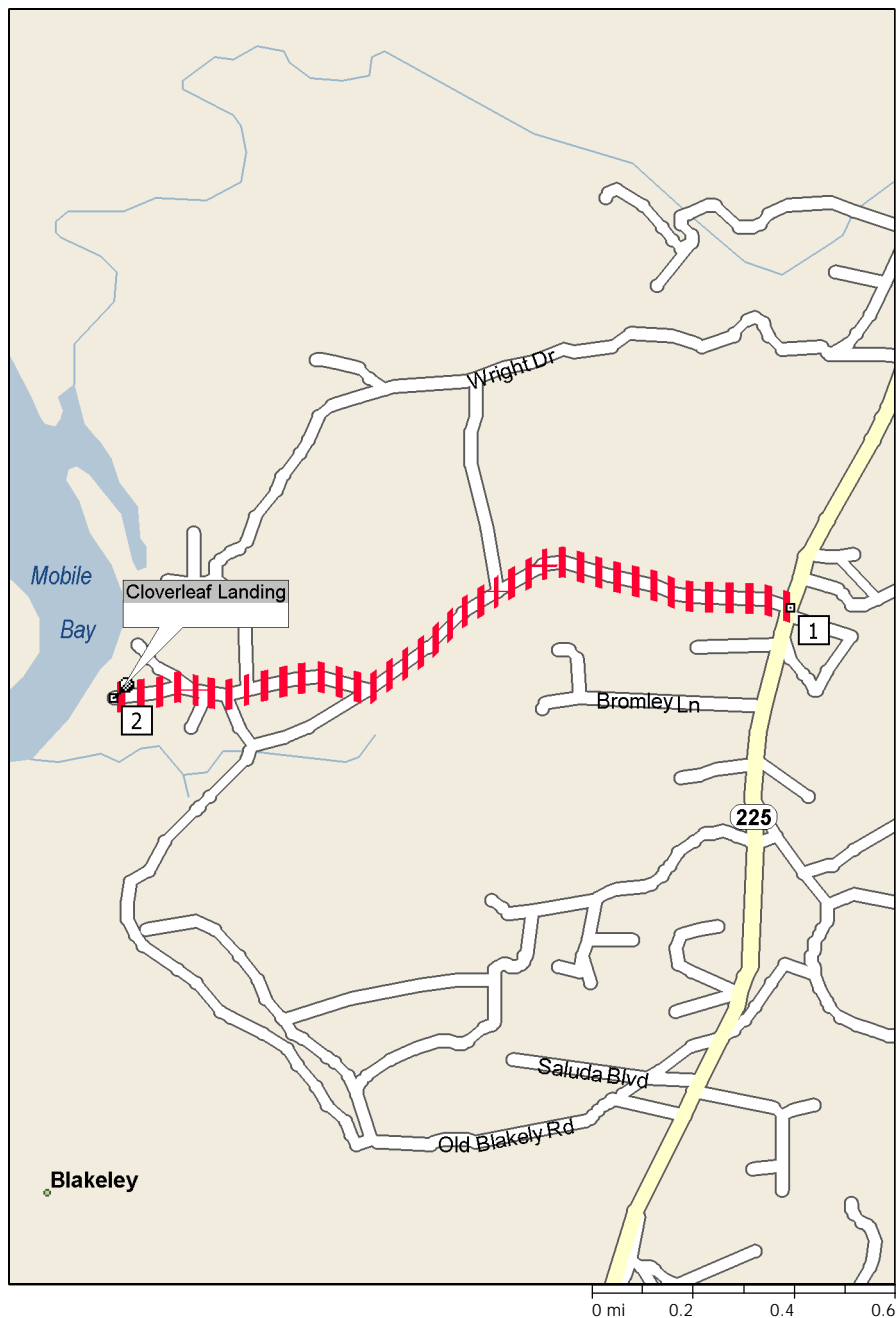 Wright Dr
Mobile
Bay
Cloverleaf Landing
1
2
Bromley Ln
225
Saluda Blvd
Old Blakely Rd
Blakeley
0 mi 0.2 0.4 0.6